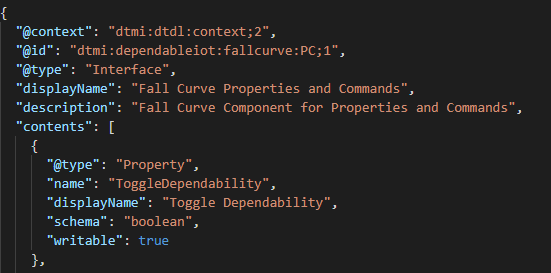 {
"@context": "dtmi:dtdl:context;2",
"@id": "dtmi:dependableiot:fallcurve:PC;1",
"@type": "Interface",
"displayName": "Fall Curve Properties and Commands",
"description": "Fall Curve Component for Properties and Commands",
"contents": [
{
"@type": "Property",
"name": "ToggleDependability",
"displayName": "Toggle Dependability",
"schema": "boolean",
"writable": true
},